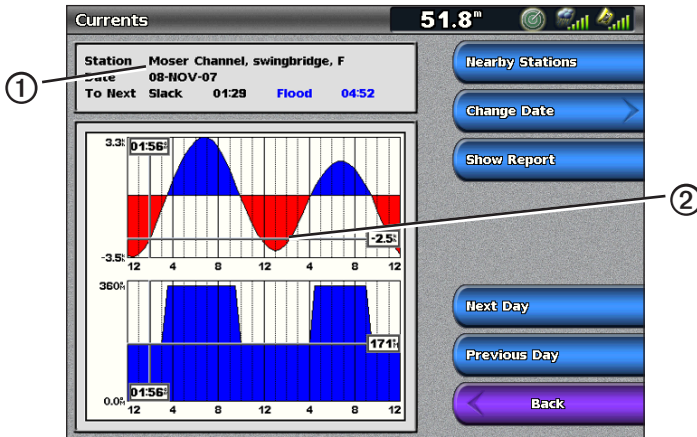 Currents 51.8"
①
Station Moser Channel, swingbridge, F
Date 08-NOV-07
To Next Slack 01:29 Flood 04:52
Nearby Stations
Change Date
Show Report
②
3.3
01:56
-2.5
-3.5
12 4 8 12 4 8 12
360
171
01:56
0.0
12 4 8 12 4 8 12
Next Day
Previous Day
Back